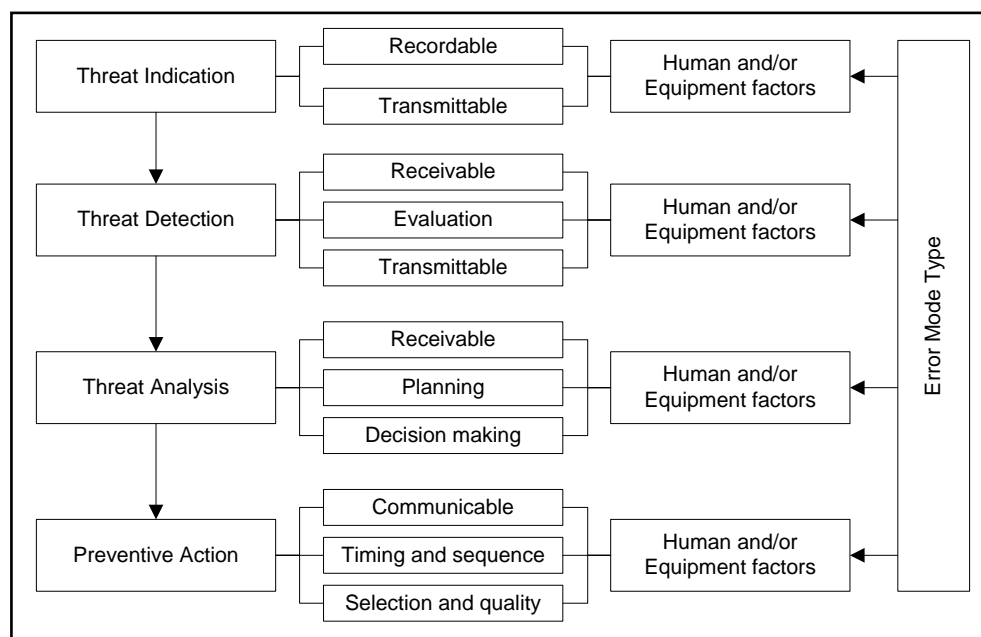 Threat Indication
Recordable
Transmittable
Human and/or
Equipment factors
Threat Detection
Receivable
Evaluation
Transmittable
Human and/or
Equipment factors
Threat Analysis
Receivable
Planning
Decision making
Human and/or
Equipment factors
Preventive Action
Communicable
Timing and sequence
Selection and quality
Human and/or
Equipment factors
Error Mode Type